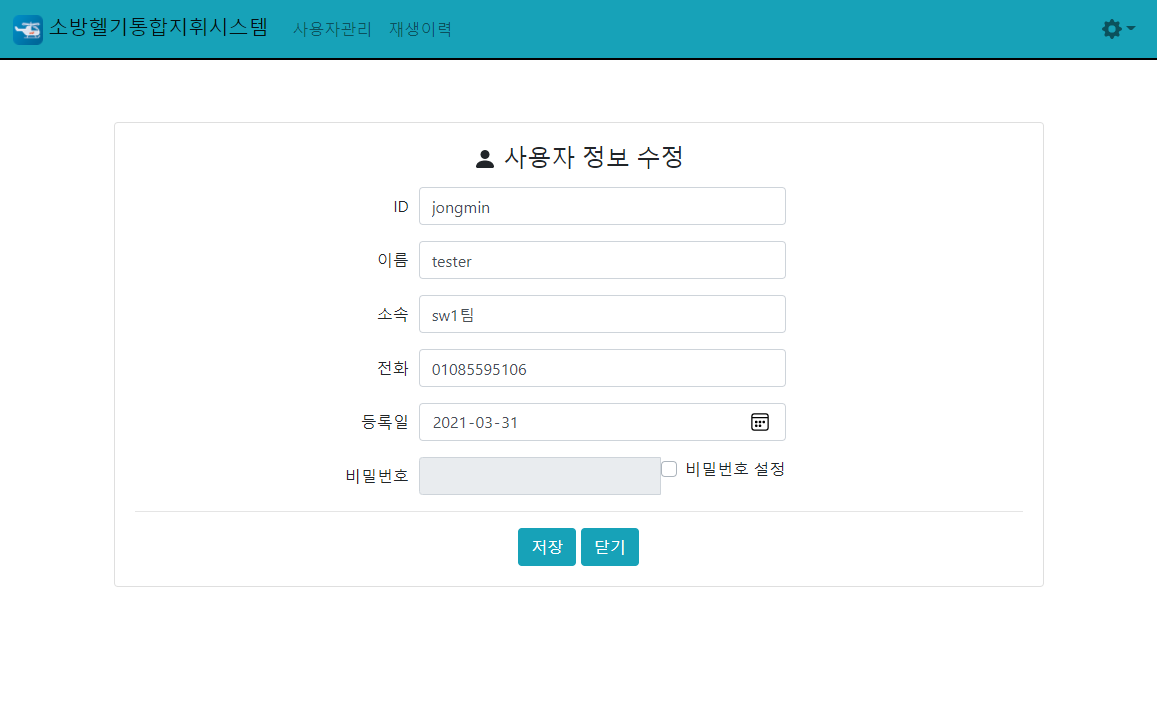 소방헬기통합지휘시스템 사용자관리 재생이력
사용자 정보 수정
ID jongmin
이름 tester
소속 sw1팀
전화 01085595106
등록일 2021-03-31
비밀번호 비밀번호 설정
저장 닫기